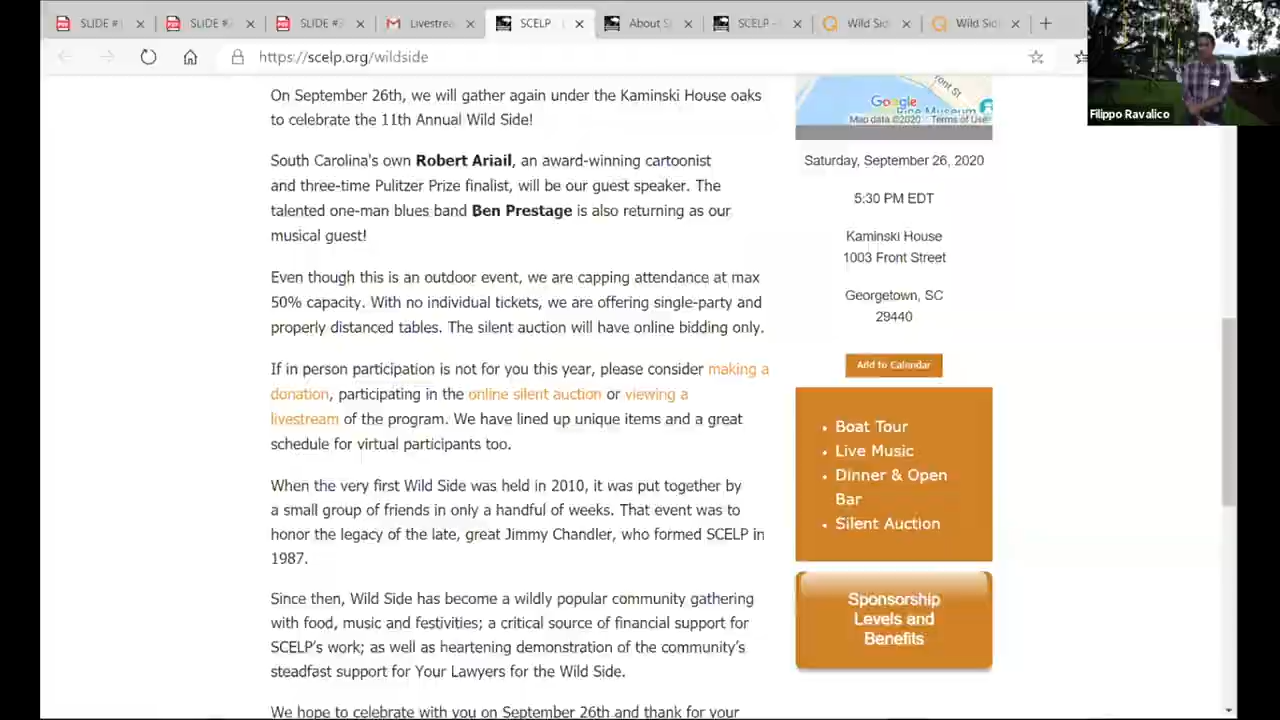 SLIDE #
SLIDE #
SLIDE #
Livestrea
SCELP
About S
SCELP
Wild Sid
Wild Sid
https://scelp.org/wildside
Filippo Ravalico
On September 26th, we will gather again under the Kaminski House oaks
to celebrate the 11th Annual Wild Side!
South Carolina's own Robert Ariail, an award-winning cartoonist
and three-time Pulitzer Prize finalist, will be our guest speaker. The
talented one-man blues band Ben Prestage is also returning as our
musical guest!
Even though this is an outdoor event, we are capping attendance at max
50% capacity. With no individual tickets, we are offering single-party and
properly distanced tables. The silent auction will have online bidding only.
If in person participation is not for you this year, please consider making a
donation, participating in the online silent auction or viewing a
livestream of the program. We have lined up unique items and a great
schedule for virtual participants too.
When the very first Wild Side was held in 2010, it was put together by
a small group of friends in only a handful of weeks. That event was to
honor the legacy of the late, great Jimmy Chandler, who formed SCELP in
1987.
Since then, Wild Side has become a wildly popular community gathering
with food, music and festivities; a critical source of financial support for
SCELP's work; as well as heartening demonstration of the community's
steadfast support for Your Lawyers for the Wild Side.
We hope to celebrate with you on September 26th and thank for your
ront St
Google
Museum
Map data ©2020 Terms of Use
Saturday, September 26, 2020
5:30 PM EDT
Kaminski House
1003 Front Street
Georgetown, SC
29440
Add to Calendar
• Boat Tour
• Live Music
• Dinner & Open
Bar
• Silent Auction
Sponsorship
Levels and
Benefits